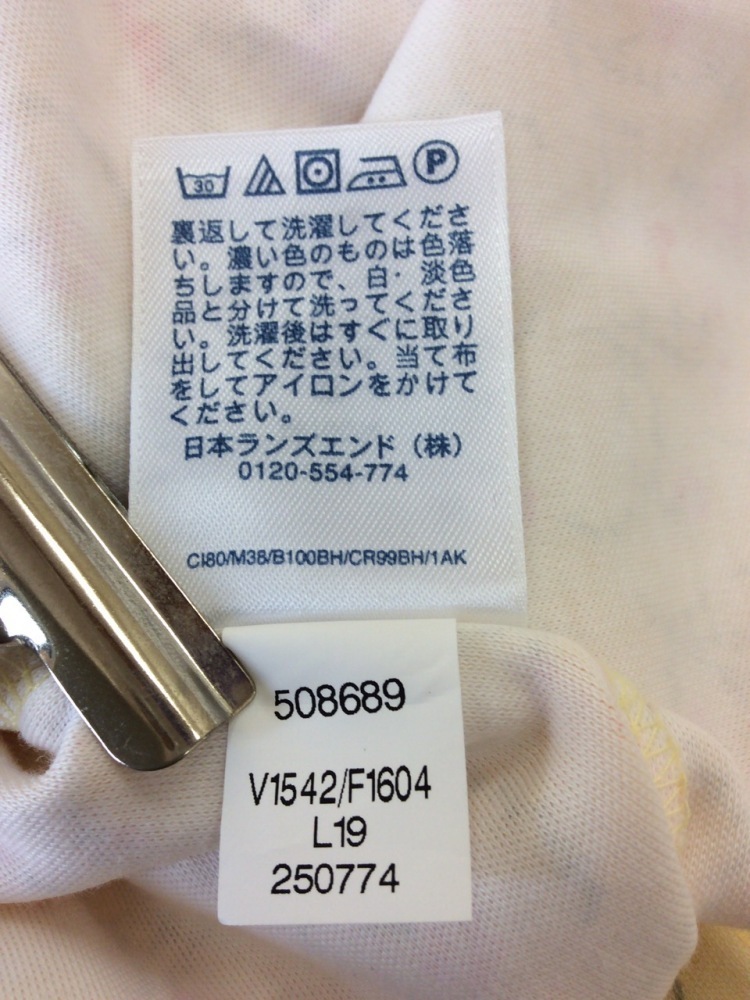 30
P
裏返して洗濯してくださ
い。濃い色のものは色落
ちしますので、白・淡色
品と分けて洗ってくださ
い。洗濯後はすぐに取り
出してください。当て布
をしてアイロンをかけて
ください。
日本ランズエンド（株）
0120-554-774
CI80/M38/B100BH/CR99BH/1AK
508689
V1542/F1604
L19
250774